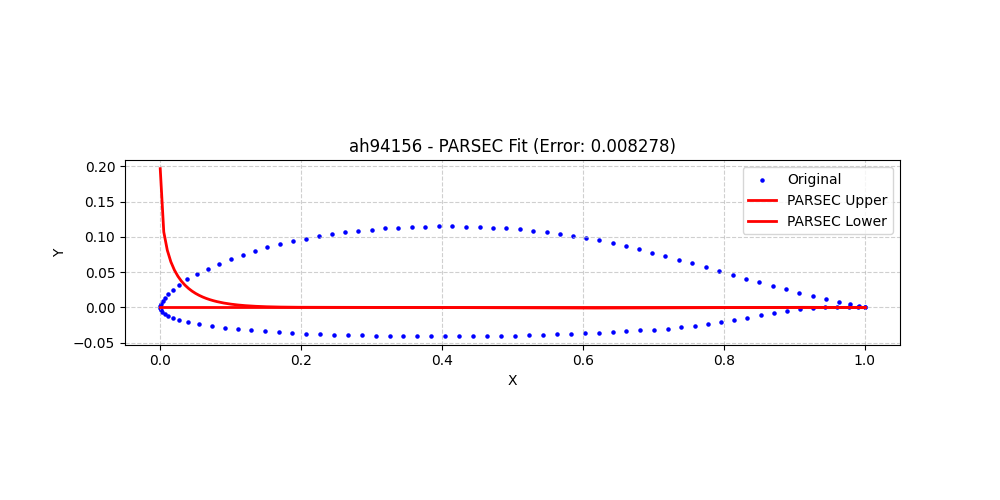 ah94156 - PARSEC Fit (Error: 0.008278)
Original
PARSEC Upper
PARSEC Lower
Y
0.20
0.15
0.10
0.05
0.00
−0.05
0.0 0.2 0.4 0.6 0.8 1.0
X